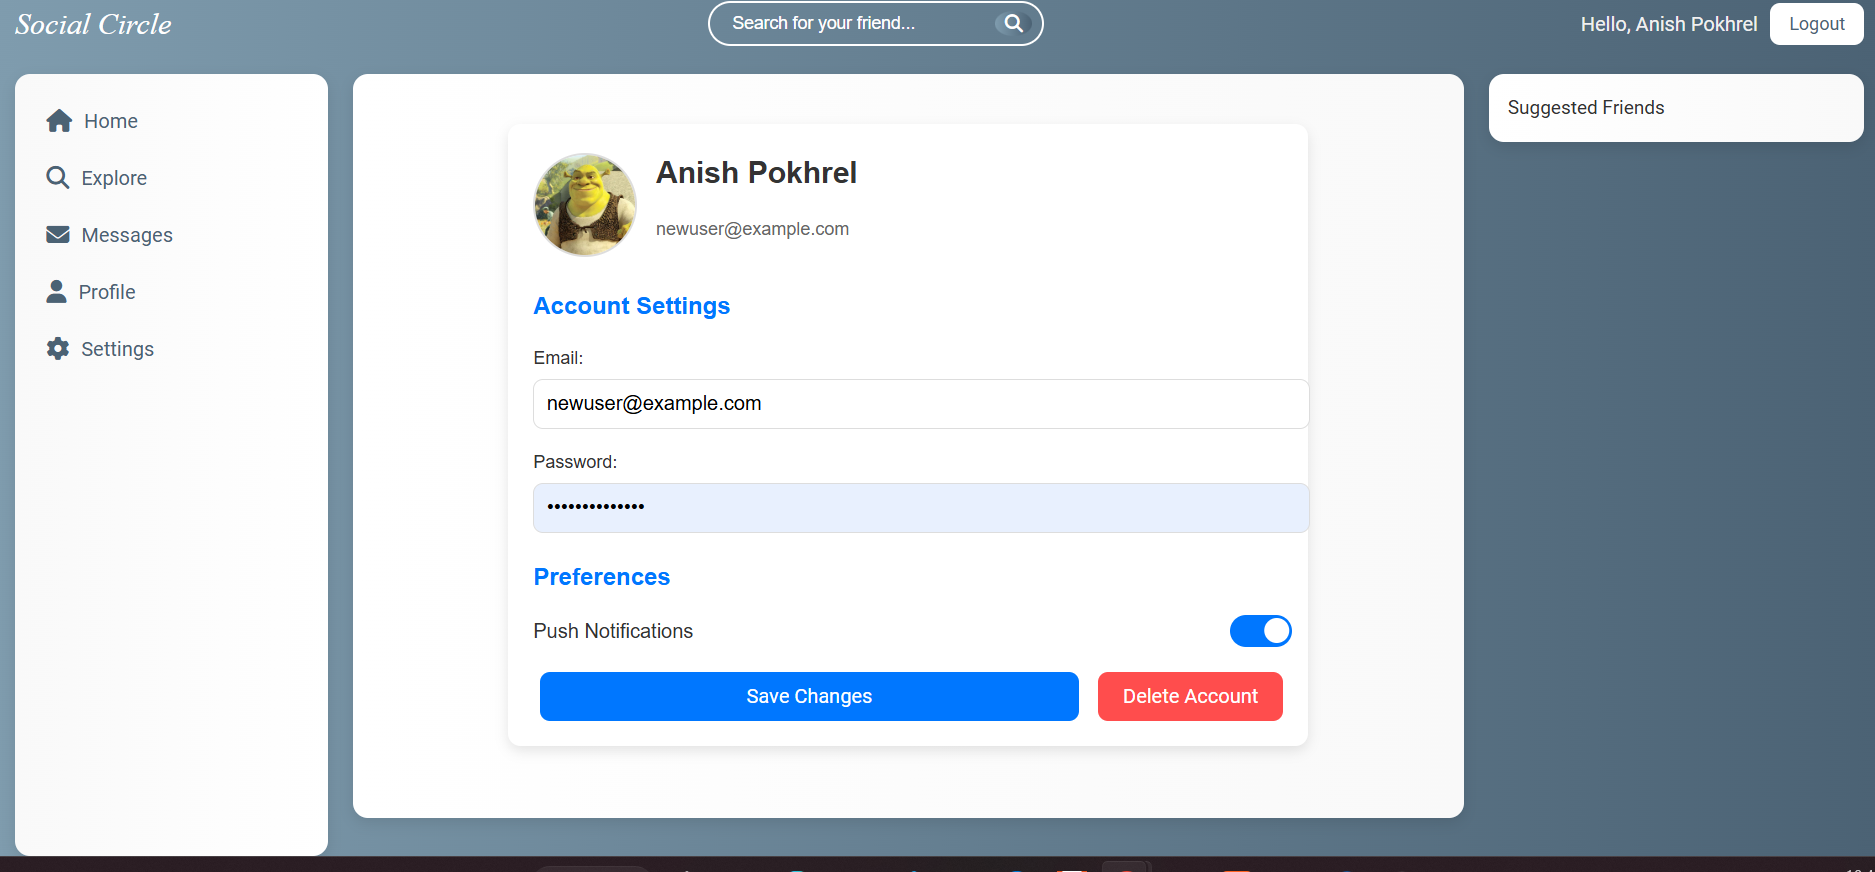 Social Circle
Search for your friend...
Hello, Anish Pokhrel
Logout
Home
Explore
Messages
Profile
Settings
Anish Pokhrel
newuser@example.com
Account Settings
Email:
newuser@example.com
Password:
••••••••••••••
Preferences
Push Notifications
Save Changes
Delete Account
Suggested Friends